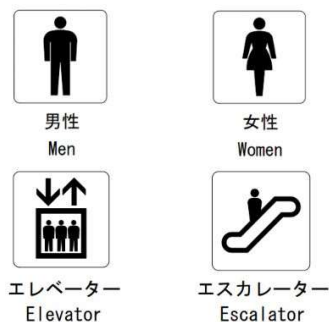 男性
Men
女性
Women
エレベーター
Elevator
エスカレーター
Escalator